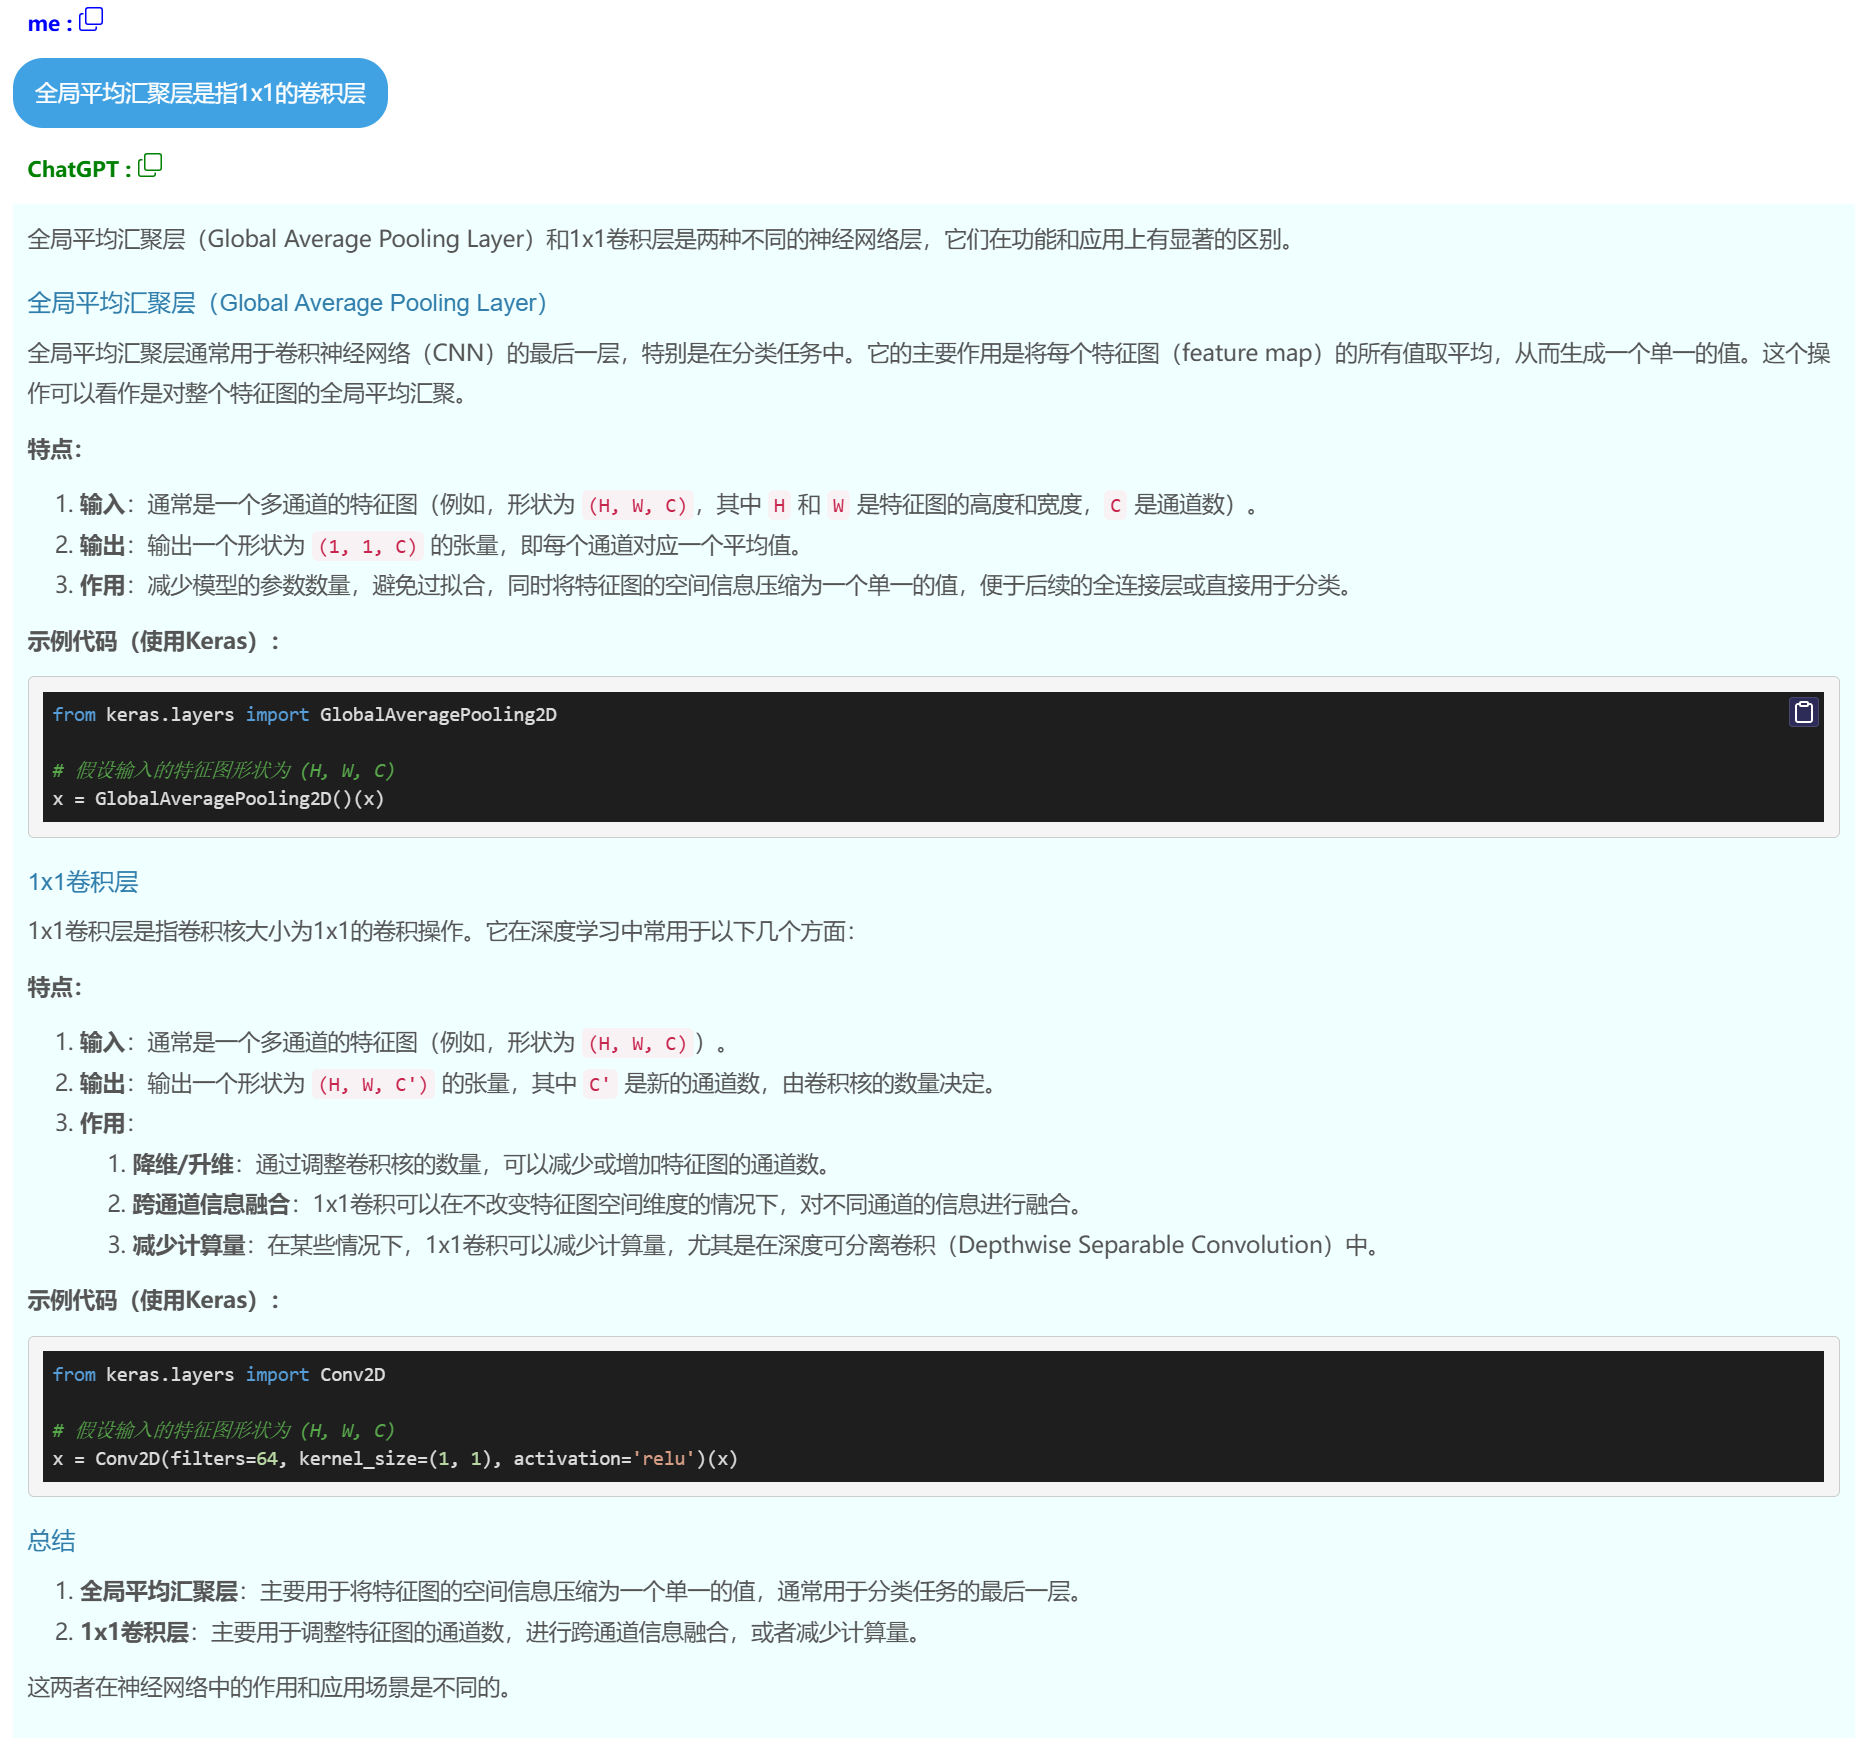 me :
全局平均汇聚层是指1x1的卷积层
ChatGPT :
全局平均汇聚层（Global Average Pooling Layer）和1x1卷积层是两种不同的神经网络层，它们在功能和应用上有显著的区别。
全局平均汇聚层（Global Average Pooling Layer）
全局平均汇聚层通常用于卷积神经网络（CNN）的最后一层，特别是在分类任务中。它的主要作用是将每个特征图（feature map）的所有值取平均，从而生成一个单一的值。这个操
作可以看作是对整个特征图的全局平均汇聚。
特点：
1. 输入：通常是一个多通道的特征图（例如，形状为 (H, W, C)，其中 H 和 W 是特征图的高度和宽度，C 是通道数）。
2. 输出：输出一个形状为 (1, 1, C) 的张量，即每个通道对应一个平均值。
3. 作用：减少模型的参数数量，避免过拟合，同时将特征图的空间信息压缩为一个单一的值，便于后续的全连接层或直接用于分类。
示例代码（使用Keras）：
from keras.layers import GlobalAveragePooling2D
# 假设输入的特征图形状为 (H, W, C)
x = GlobalAveragePooling2D()(x)
1x1卷积层
1x1卷积层是指卷积核大小为1x1的卷积操作。它在深度学习中常用于以下几个方面：
特点：
1. 输入：通常是一个多通道的特征图（例如，形状为 (H, W, C)）。
2. 输出：输出一个形状为 (H, W, C') 的张量，其中 C' 是新的通道数，由卷积核的数量决定。
3. 作用：
1. 降维/升维：通过调整卷积核的数量，可以减少或增加特征图的通道数。
2. 跨通道信息融合：1x1卷积可以在不改变特征图空间维度的情况下，对不同通道的信息进行融合。
3. 减少计算量：在某些情况下，1x1卷积可以减少计算量，尤其是在深度可分离卷积（Depthwise Separable Convolution）中。
示例代码（使用Keras）：
from keras.layers import Conv2D
# 假设输入的特征图形状为 (H, W, C)
x = Conv2D(filters=64, kernel_size=(1, 1), activation='relu')(x)
总结
1. 全局平均汇聚层：主要用于将特征图的空间信息压缩为一个单一的值，通常用于分类任务的最后一层。
2. 1x1卷积层：主要用于调整特征图的通道数，进行跨通道信息融合，或者减少计算量。
这两者在神经网络中的作用和应用场景是不同的。